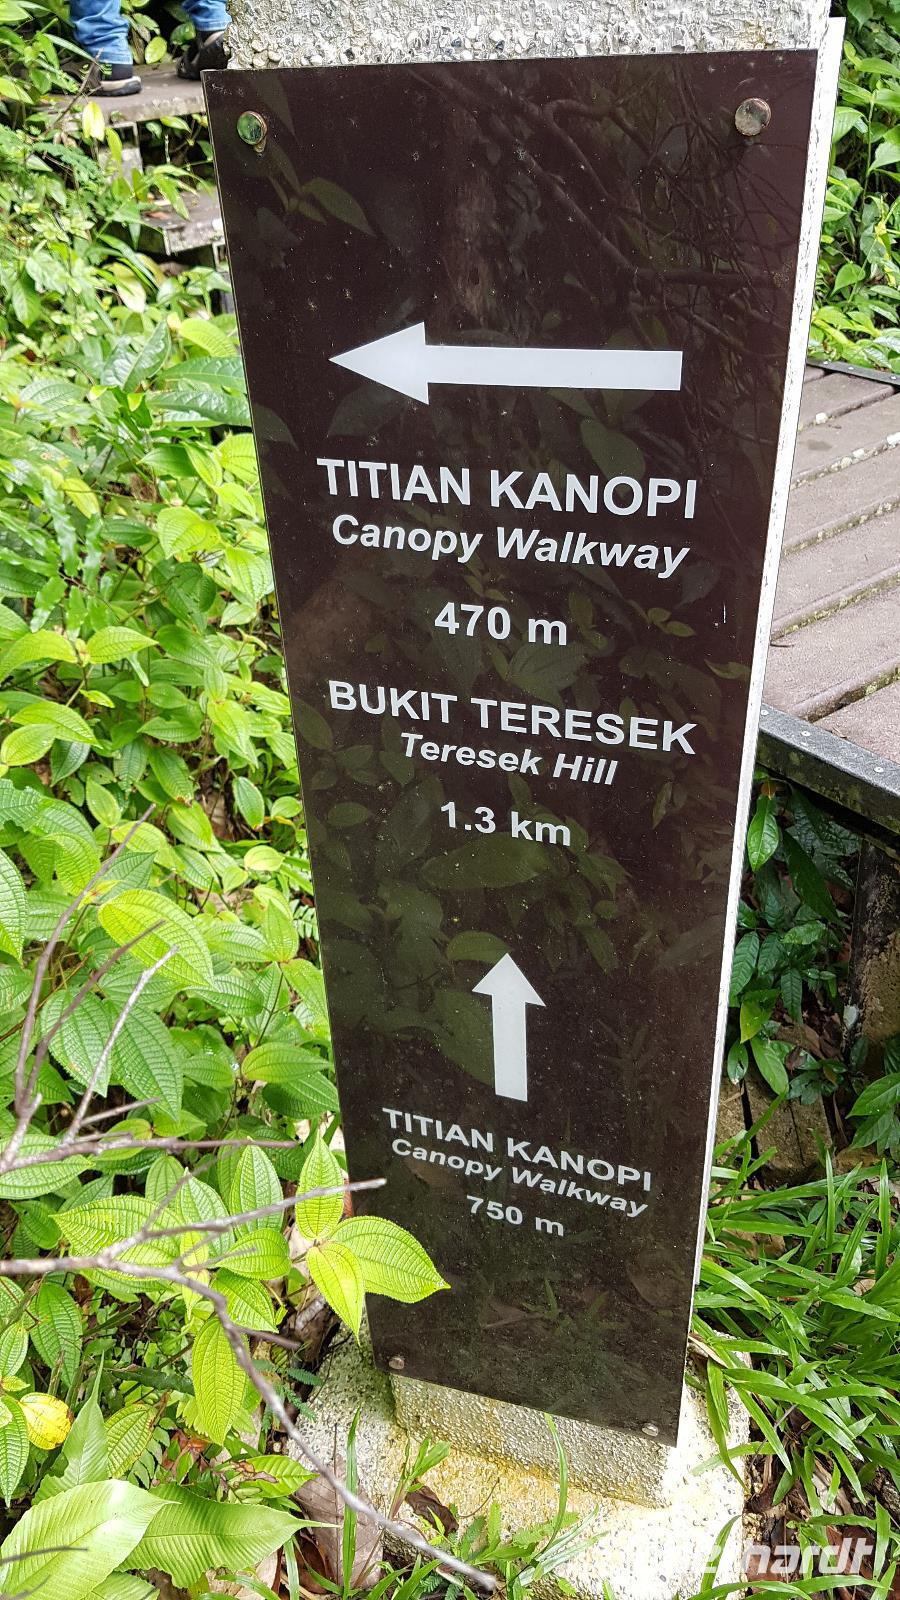 TITIAN KANOPI
Canopy Walkway
470 m
BUKIT TERESEK
Teresek Hill
1.3 km
TITIAN KANOPI
Canopy Walkway
750 m